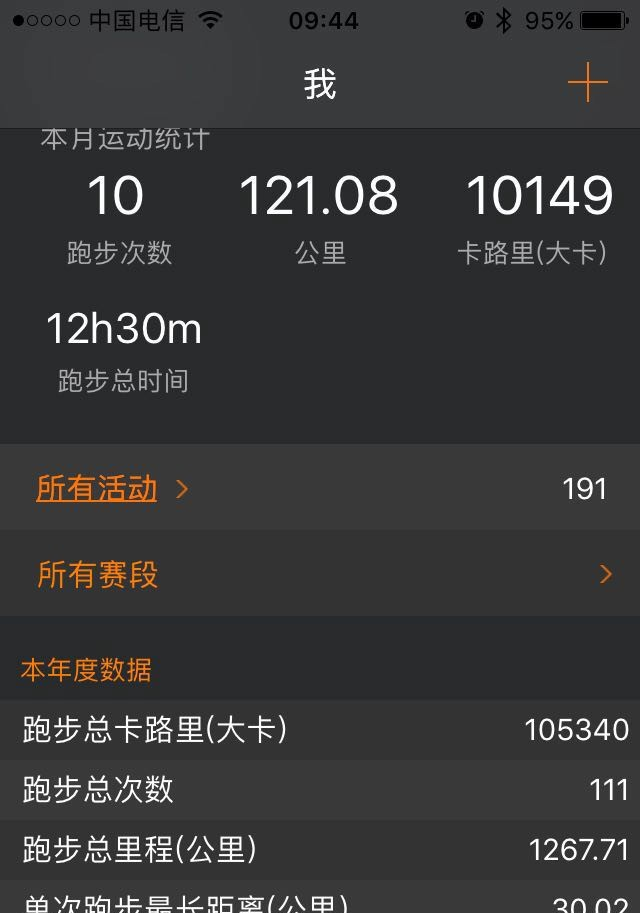 中国电信 09:44 95%
我
本月运动统计
10 121.08 10149
跑步次数 公里 卡路里(大卡)
12h30m
跑步总时间
所有活动 > 191
所有赛段 >
本年度数据
跑步总卡路里(大卡) 105340
跑步总次数 111
跑步总里程(公里) 1267.71
单次跑步最长距离(公里) 30.02